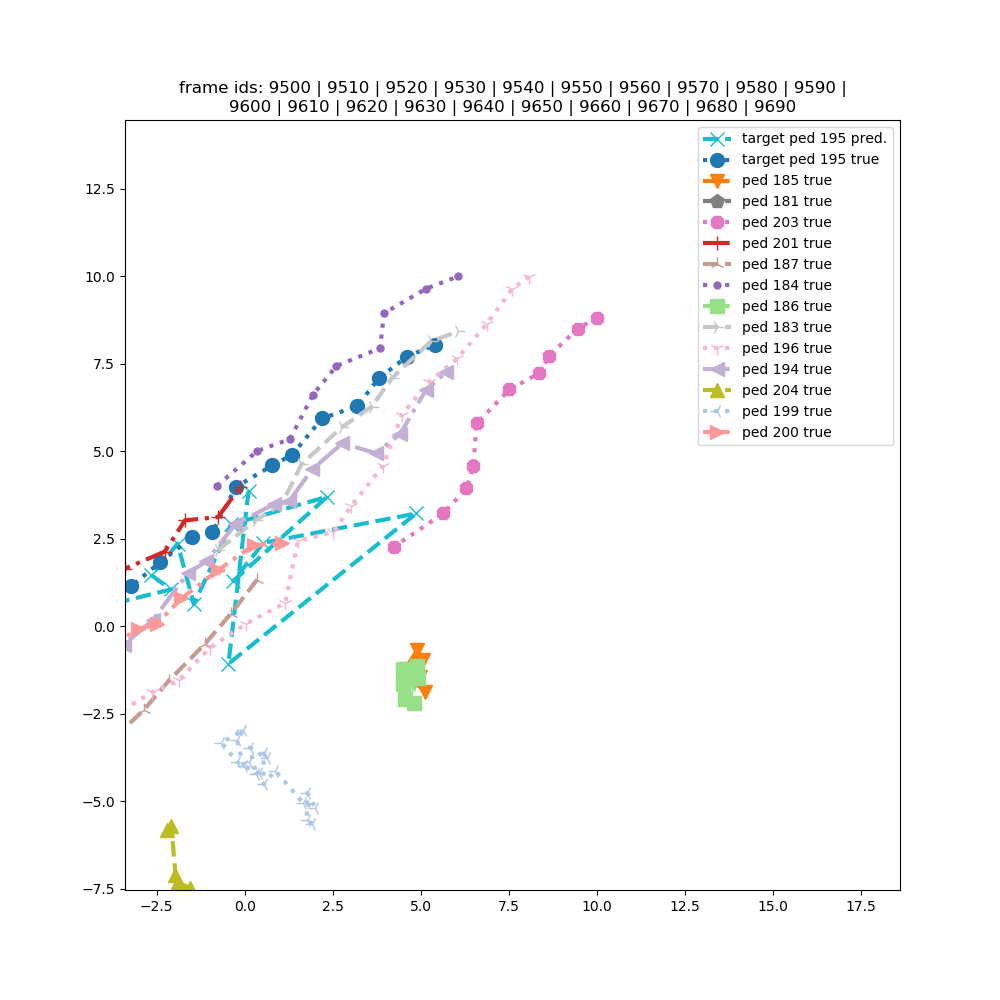 frame ids: 9500 | 9510 | 9520 | 9530 | 9540 | 9550 | 9560 | 9570 | 9580 | 9590 |
9600 | 9610 | 9620 | 9630 | 9640 | 9650 | 9660 | 9670 | 9680 | 9690
target ped 195 pred.
target ped 195 true
ped 185 true
ped 181 true
ped 203 true
ped 201 true
ped 187 true
ped 184 true
ped 186 true
ped 183 true
ped 196 true
ped 194 true
ped 204 true
ped 199 true
ped 200 true
12.5
10.0
7.5
5.0
2.5
0.0
−2.5
−5.0
−7.5
−2.5 0.0 2.5 5.0 7.5 10.0 12.5 15.0 17.5